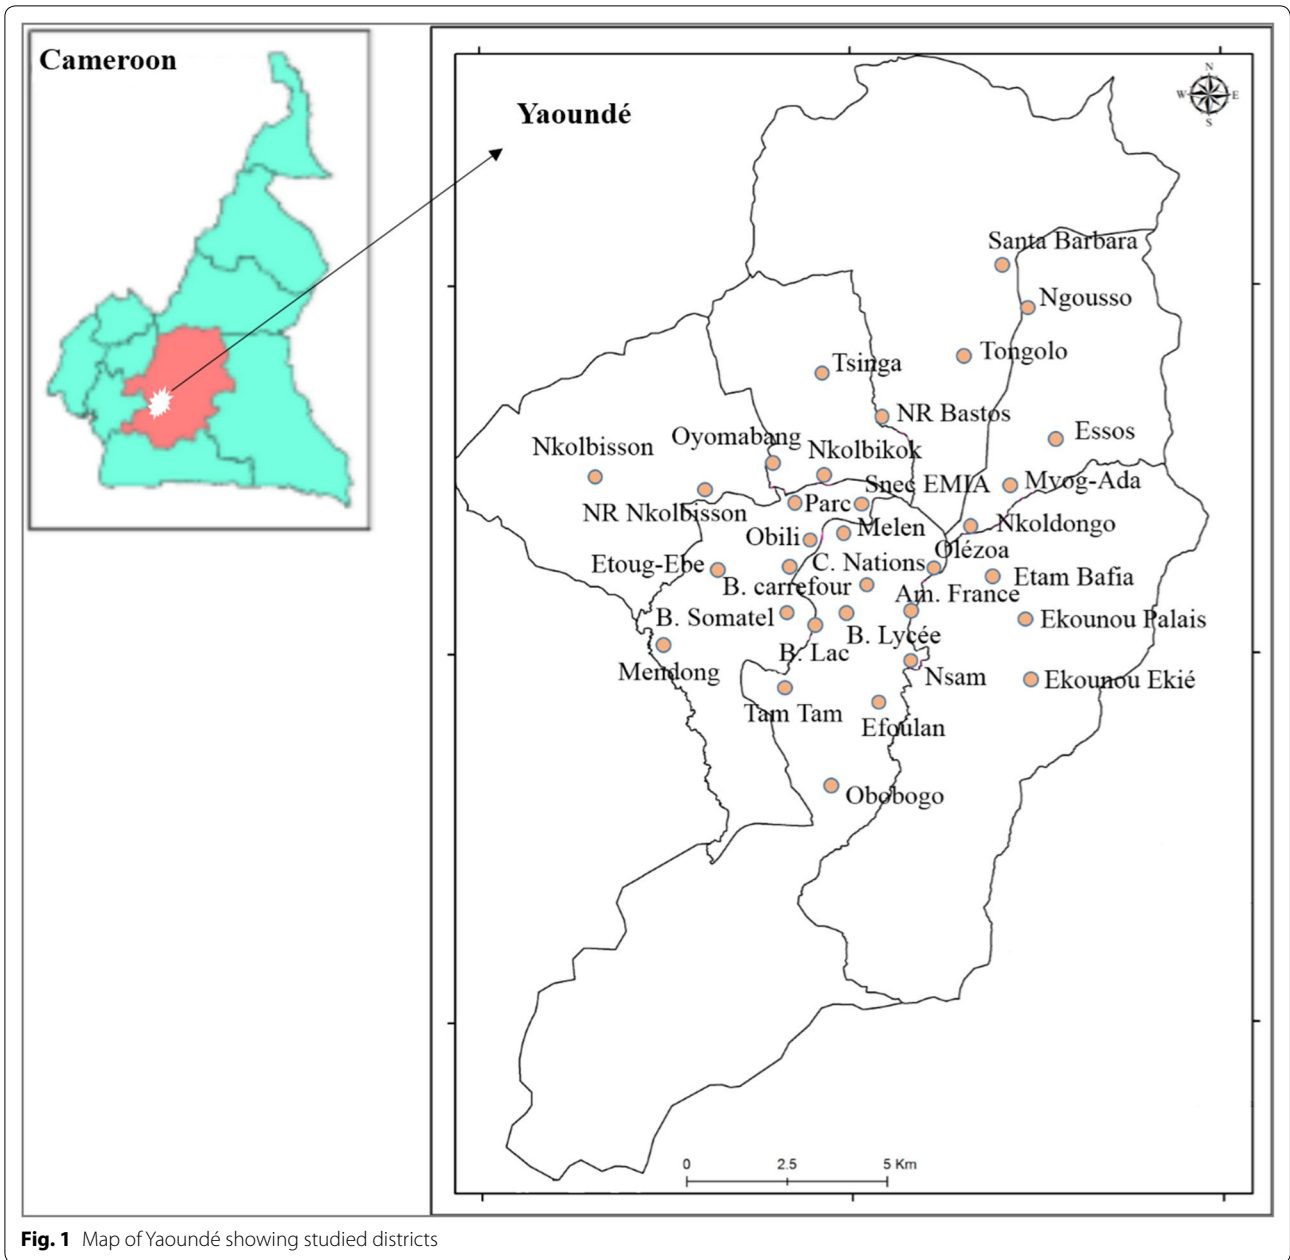 Cameroon
Yaoundé
N
W E
S
Santa Barbara
Ngousso
Tongolo
Tsinga
NR Bastos
Essos
Oyomabang
Nkolbikok
Nkolbisson
Snec EMIA
Myog-Ada
NR Nkolbisson
Parc
Nkoldongo
Obili
Melen
Olézoa
Etoug-Ebe
C. Nations
Etam Bafia
B. carrefour
Am. France
B. Somatel
Ekounou Palais
B. Lycée
B. Lac
Mendong
Nsam
Ekounou Ekié
Tam Tam
Efoulan
Obobogo
0 2.5 5 Km
Fig. 1 Map of Yaoundé showing studied districts